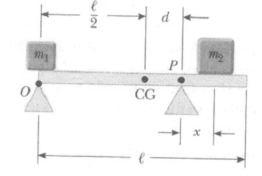 ℓ/2 d
m₁ m₂
P
O CG
x
ℓ